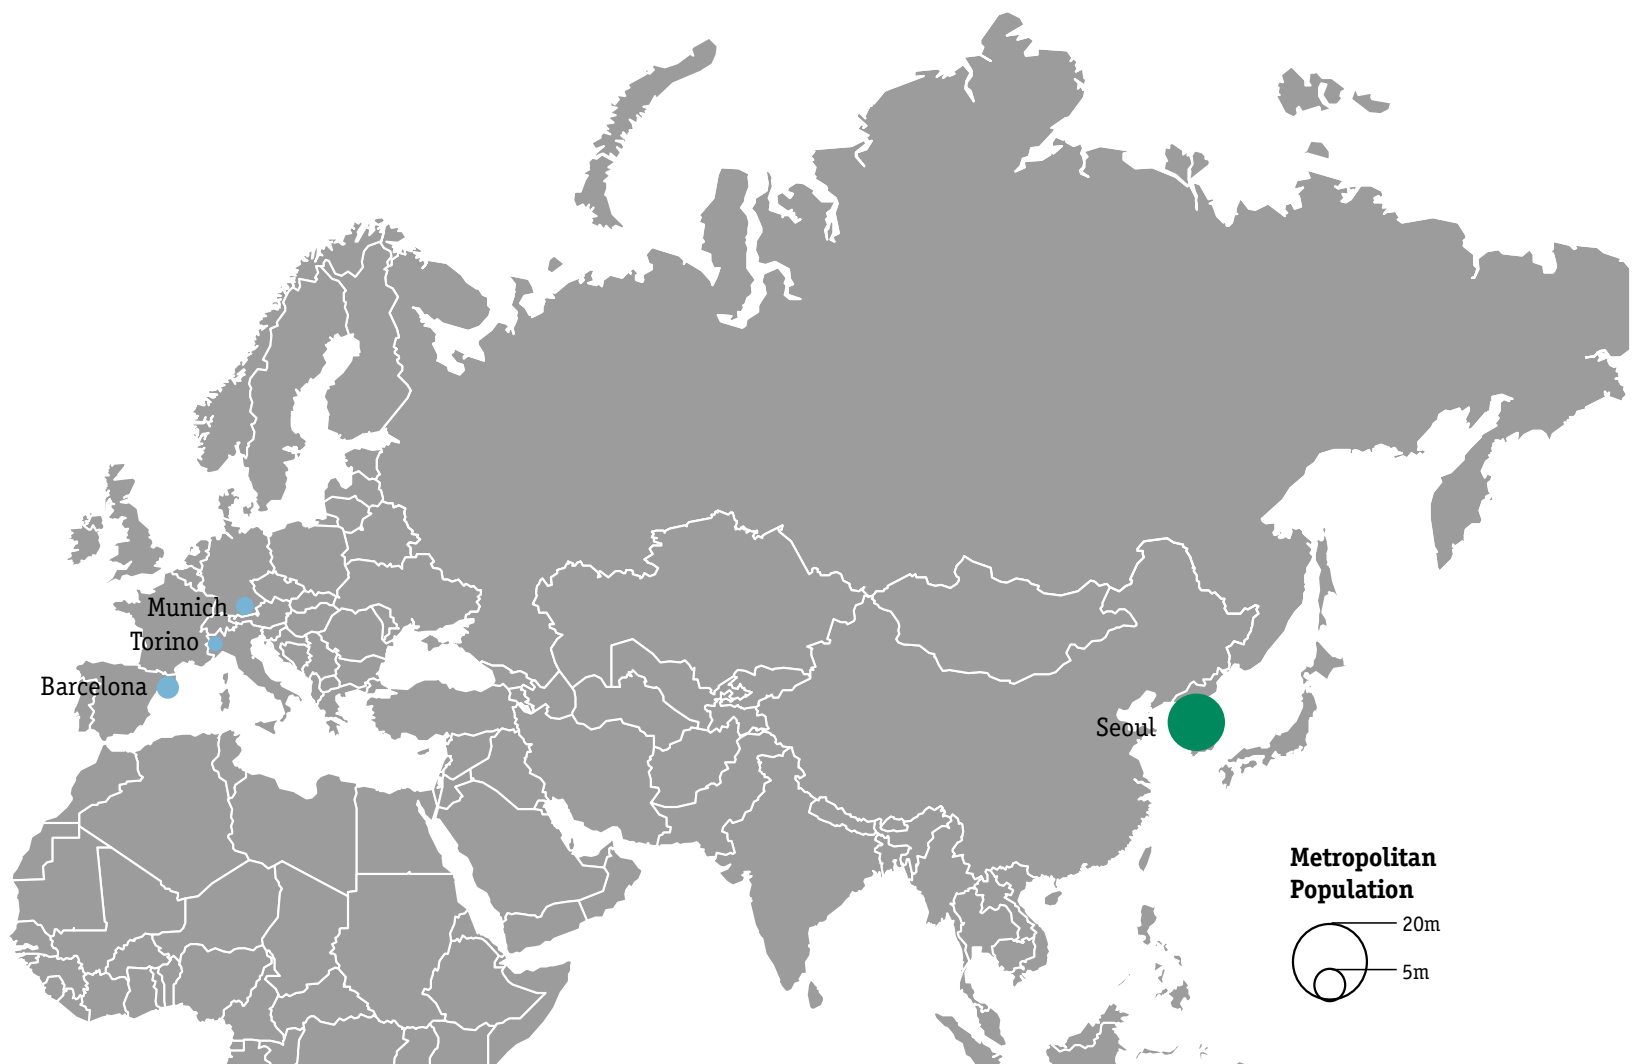 Munich
Torino
Barcelona
Seoul
Metropolitan
Population
20m
5m